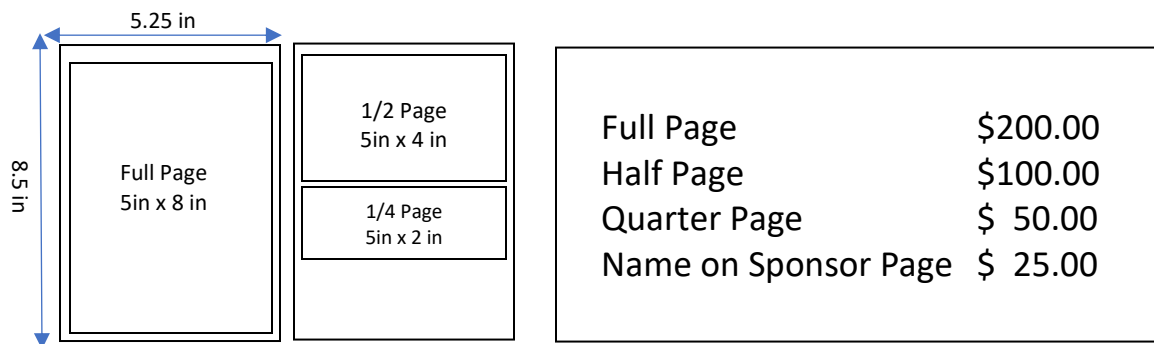 5.25 in
8.5 in
Full Page
5in x 8 in
1/2 Page
5in x 4 in
1/4 Page
5in x 2 in
Full Page $200.00
Half Page $100.00
Quarter Page $ 50.00
Name on Sponsor Page $ 25.00